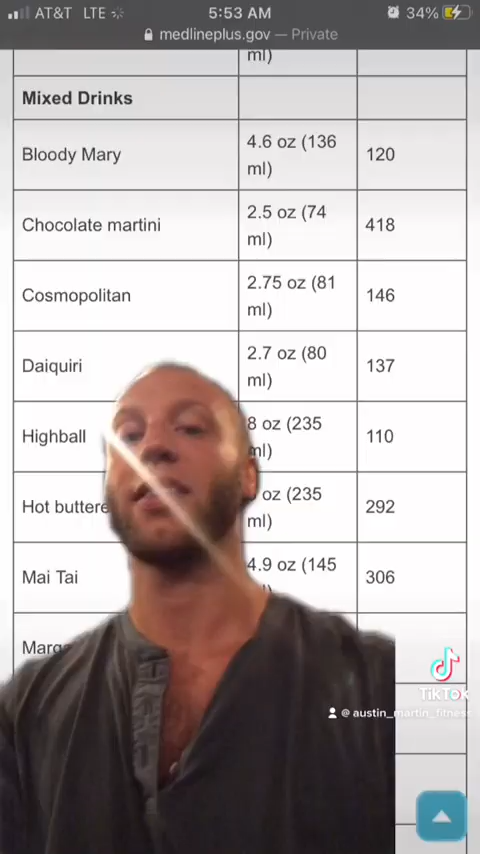 AT&T LTE 5:53 AM 34%
medlineplus.gov — Private
ml)
Mixed Drinks
Bloody Mary 4.6 oz (136 ml) 120
Chocolate martini 2.5 oz (74 ml) 418
Cosmopolitan 2.75 oz (81 ml) 146
Daiquiri 2.7 oz (80 ml) 137
Highball 8 oz (235 ml) 110
Hot buttere oz (235 ml) 292
Mai Tai 4.9 oz (145 306
Marg
TikTok
@austin_martin_fitness